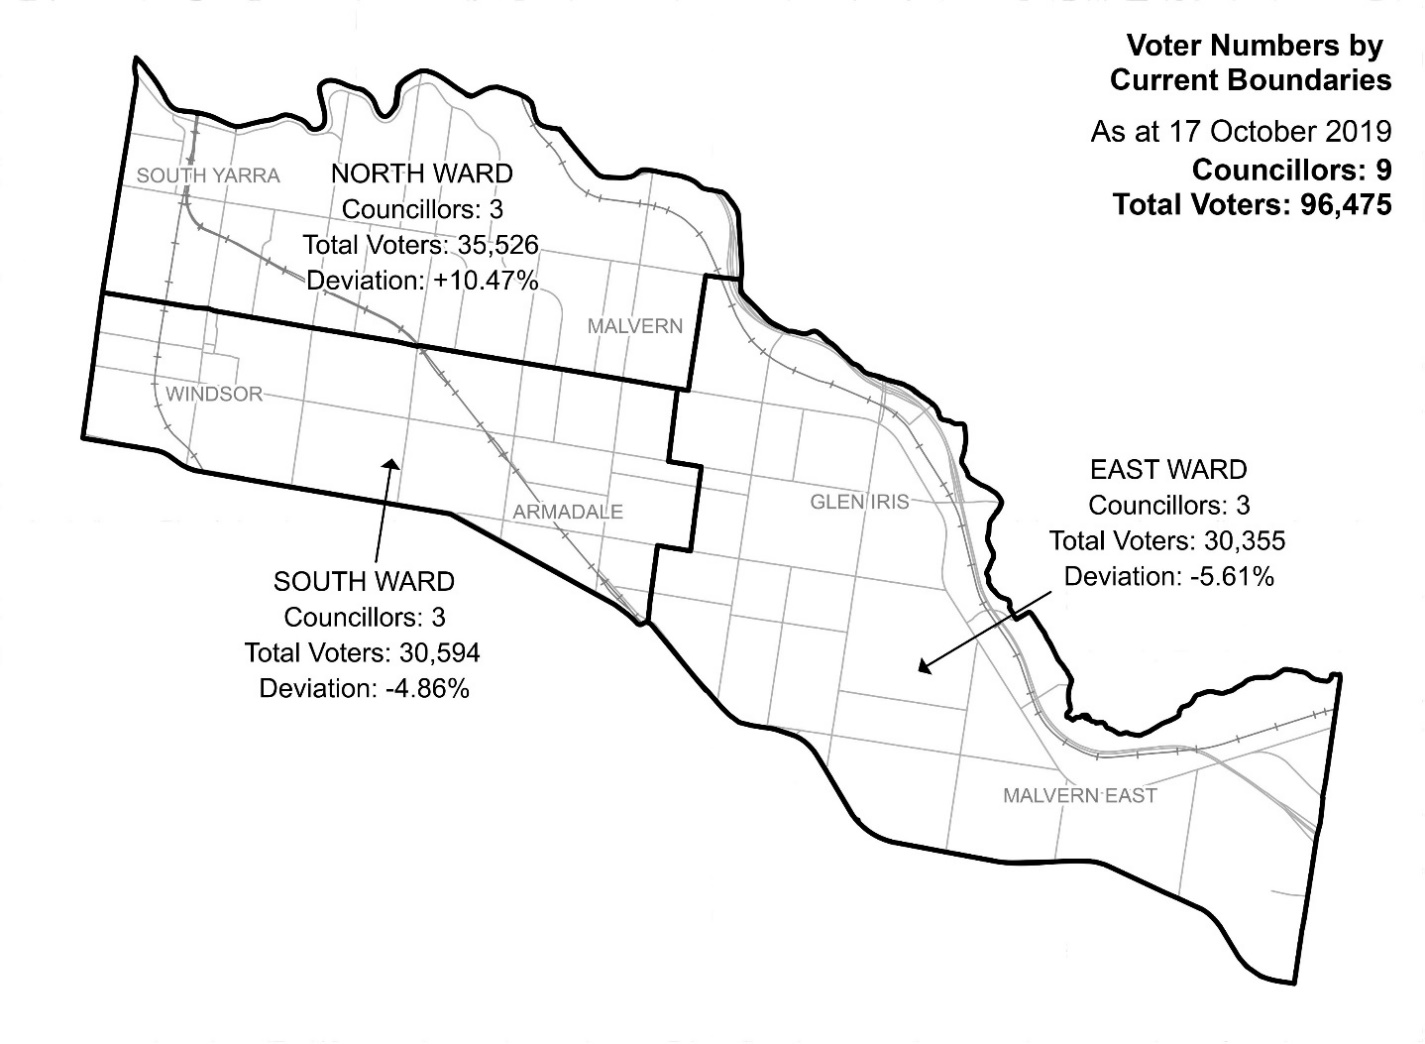 Voter Numbers by
Current Boundaries
As at 17 October 2019
Councillors: 9
Total Voters: 96,475
SOUTH YARRA
NORTH WARD
Councillors: 3
Total Voters: 35,526
Deviation: +10.47%
MALVERN
WINDSOR
ARMADALE
GLEN IRIS
EAST WARD
Councillors: 3
Total Voters: 30,355
Deviation: -5.61%
SOUTH WARD
Councillors: 3
Total Voters: 30,594
Deviation: -4.86%
MALVERN EAST